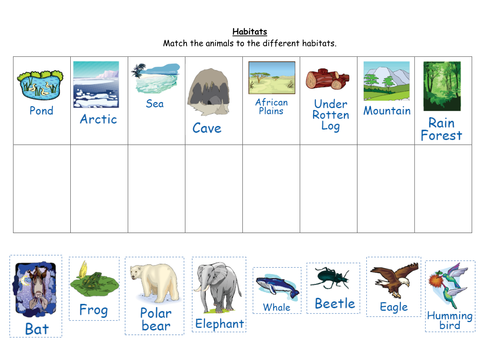 Habitats
Match the animals to the different habitats.
Pond
Arctic
Sea
Cave
African
Plains
Under
Rotten
Log
Mountain
Rain
Forest
Bat
Frog
Polar
bear
Elephant
Whale
Beetle
Eagle
Humming
bird